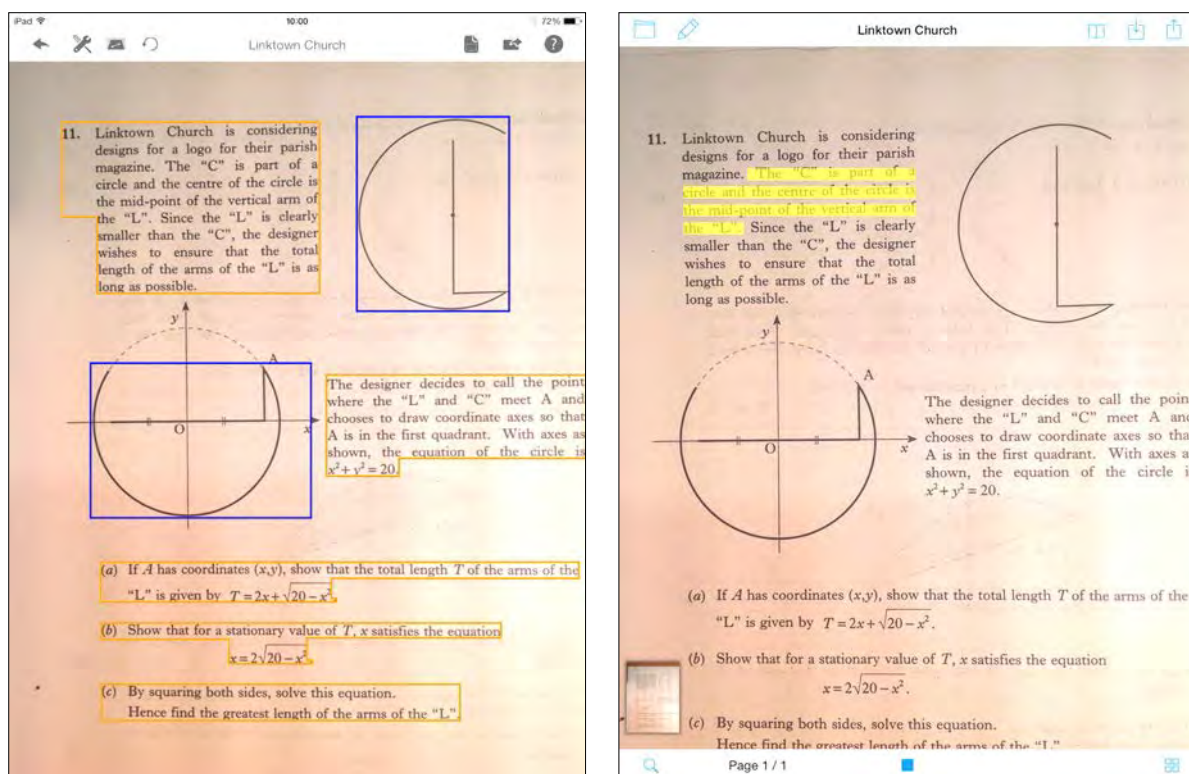 iPad
10:00
72%
Linktown Church
11. Linktown Church is considering
designs for a logo for their parish
magazine. The “C” is part of a
circle and the centre of the circle is
the mid-point of the vertical arm of
the “L”. Since the “L” is clearly
smaller than the “C”, the designer
wishes to ensure that the total
length of the arms of the “L” is as
long as possible.
y
A
O
x
The designer decides to call the point
where the “L” and “C” meet A and
chooses to draw coordinate axes so that
A is in the first quadrant. With axes as
shown, the equation of the circle is
x²+ y² = 20.
(a) If A has coordinates (x,y), show that the total length T of the arms of the
“L” is given by T = 2x + √20 – x².
(b) Show that for a stationary value of T, x satisfies the equation
x = 2√20 – x².
(c) By squaring both sides, solve this equation.
Hence find the greatest length of the arms of the “L”.
Linktown Church
11. Linktown Church is considering
designs for a logo for their parish
magazine. The “C” is part of a
circle and the centre of the circle is
the mid-point of the vertical arm of
the “L”. Since the “L” is clearly
smaller than the “C”, the designer
wishes to ensure that the total
length of the arms of the “L” is as
long as possible.
y
A
O
x
The designer decides to call the poin
where the “L” and “C” meet A and
chooses to draw coordinate axes so tha
A is in the first quadrant. With axes a
shown, the equation of the circle i
x²+ y² = 20.
(a) If A has coordinates (x,y), show that the total length T of the arms of the
“L” is given by T = 2x + √20 – x².
(b) Show that for a stationary value of T, x satisfies the equation
x = 2√20 – x².
(c) By squaring both sides, solve this equation.
Hence find the greatest length of the arms of the “L”
Page 1 / 1